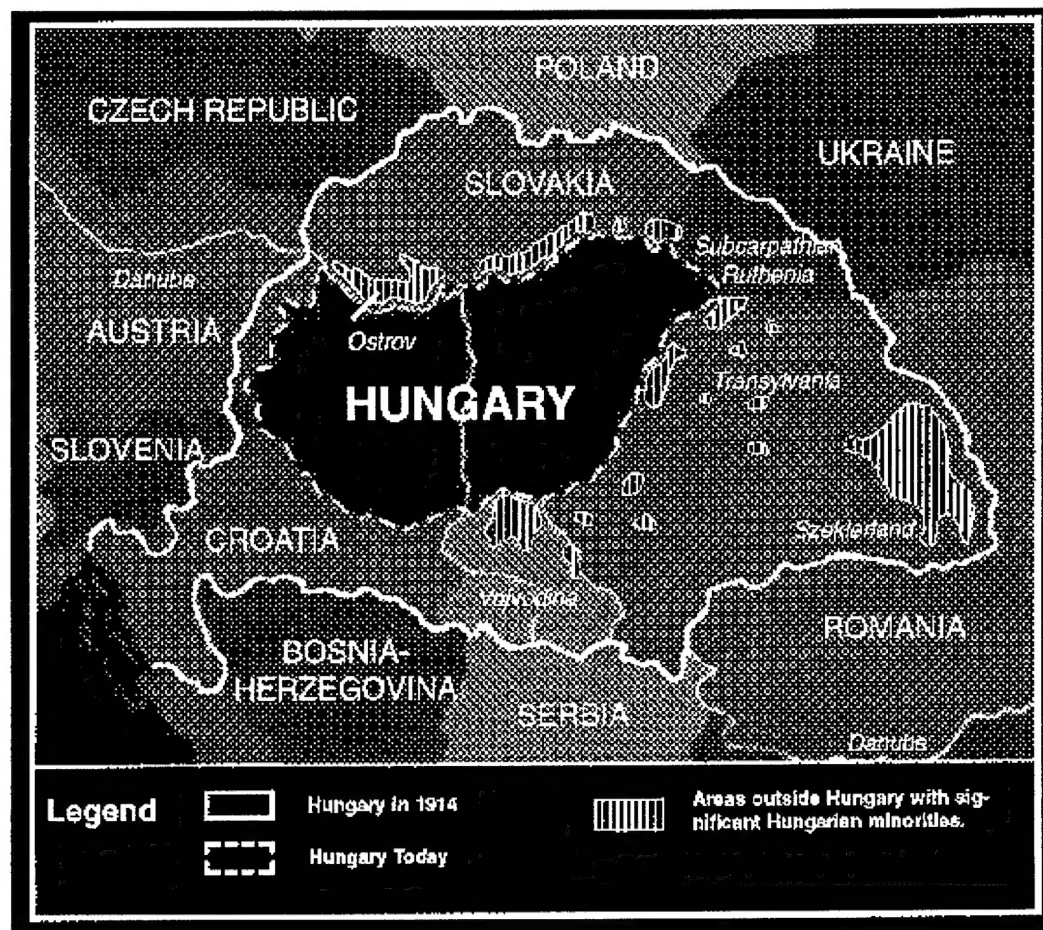 POLAND
CZECH REPUBLIC
UKRAINE
SLOVAKIA
Subcarpathian
Ruthenia
Danube
AUSTRIA
Ostrov
Transylvania
HUNGARY
SLOVENIA
Szeklerland
CROATIA
Voivodina
ROMANIA
BOSNIA-
HERZEGOVINA
SERBIA
Danube
Legend
Hungary in 1914
Hungary Today
Areas outside Hungary with sig-
nificant Hungarian minorities.